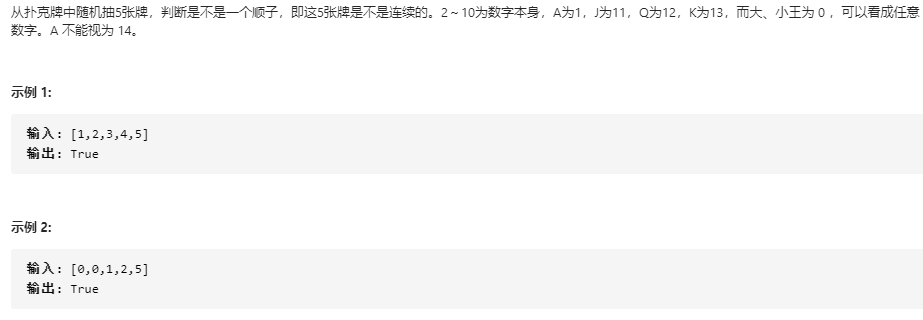 从扑克牌中随机抽5张牌，判断是不是一个顺子，即这5张牌是不是连续的。2～10为数字本身，A为1，J为11，Q为12，K为13，而大、小王为 0 ，可以看成任意
数字。A 不能视为 14。
示例 1:
输入: [1,2,3,4,5]
输出: True
示例 2:
输入: [0,0,1,2,5]
输出: True